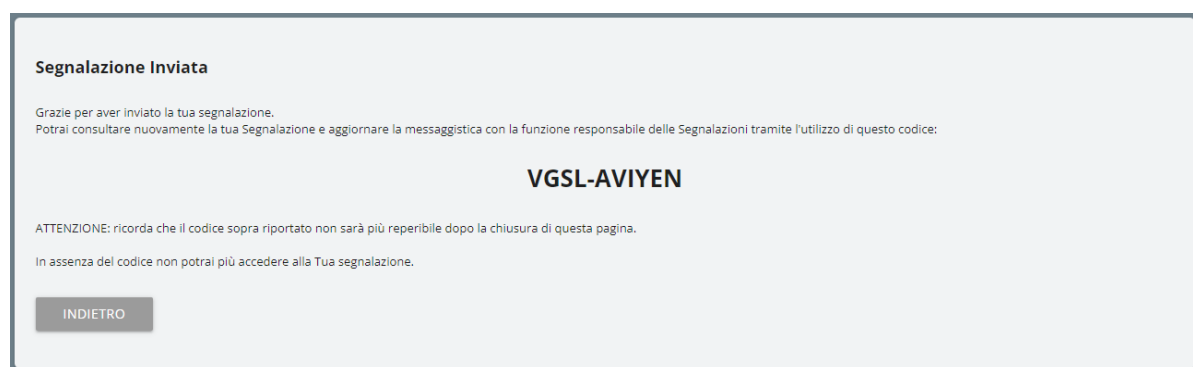 Segnalazione Inviata
Grazie per aver inviato la tua segnalazione.
Potrai consultare nuovamente la tua Segnalazione e aggiornare la messaggistica con la funzione responsabile delle Segnalazioni tramite l'utilizzo di questo codice:
VGSL-AVIYEN
ATTENZIONE: ricorda che il codice sopra riportato non sarà più reperibile dopo la chiusura di questa pagina.
In assenza del codice non potrai più accedere alla Tua segnalazione.
INDIETRO